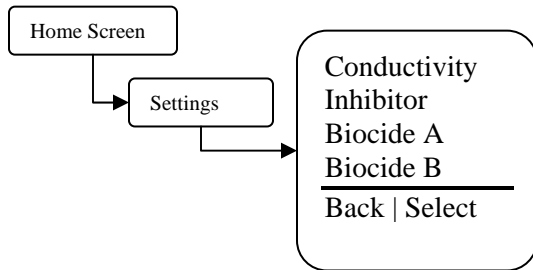 Home Screen
Settings
Conductivity
Inhibitor
Biocide A
Biocide B
Back | Select